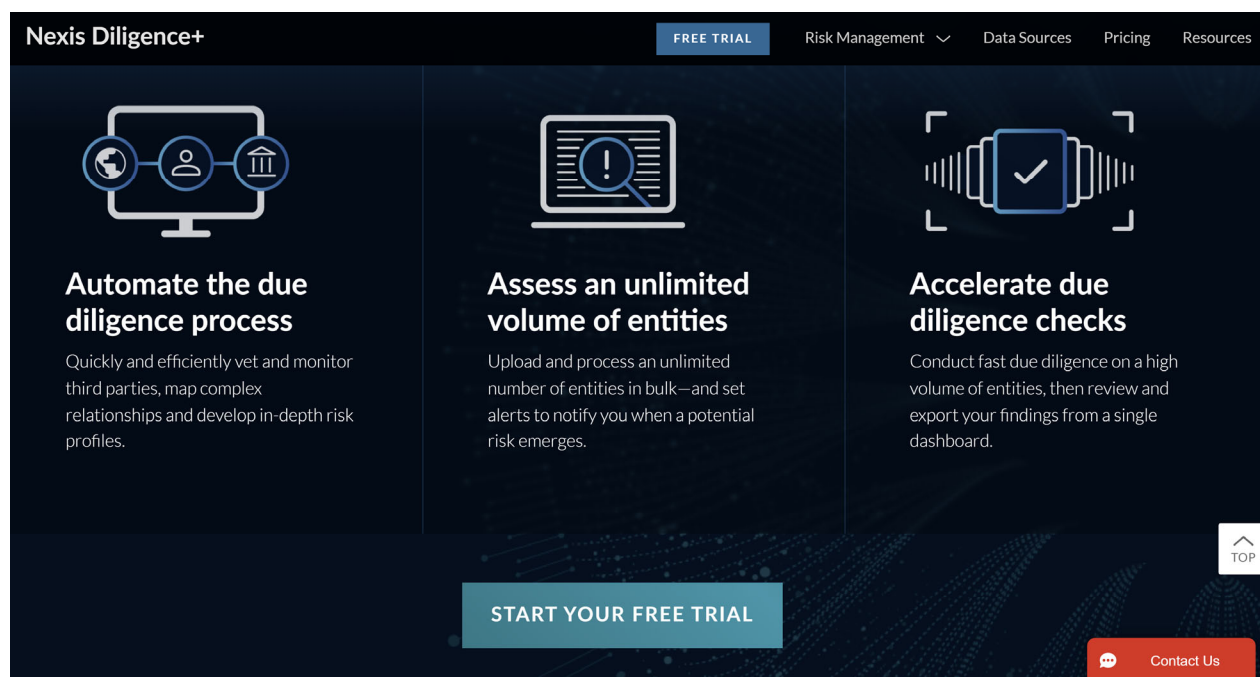 Nexis Diligence+
FREE TRIAL
Risk Management
Data Sources
Pricing
Resources
Automate the due
diligence process
Quickly and efficiently vet and monitor
third parties, map complex
relationships and develop in-depth risk
profiles.
Assess an unlimited
volume of entities
Upload and process an unlimited
number of entities in bulk—and set
alerts to notify you when a potential
risk emerges.
Accelerate due
diligence checks
Conduct fast due diligence on a high
volume of entities, then review and
export your findings from a single
dashboard.
TOP
START YOUR FREE TRIAL
Contact Us